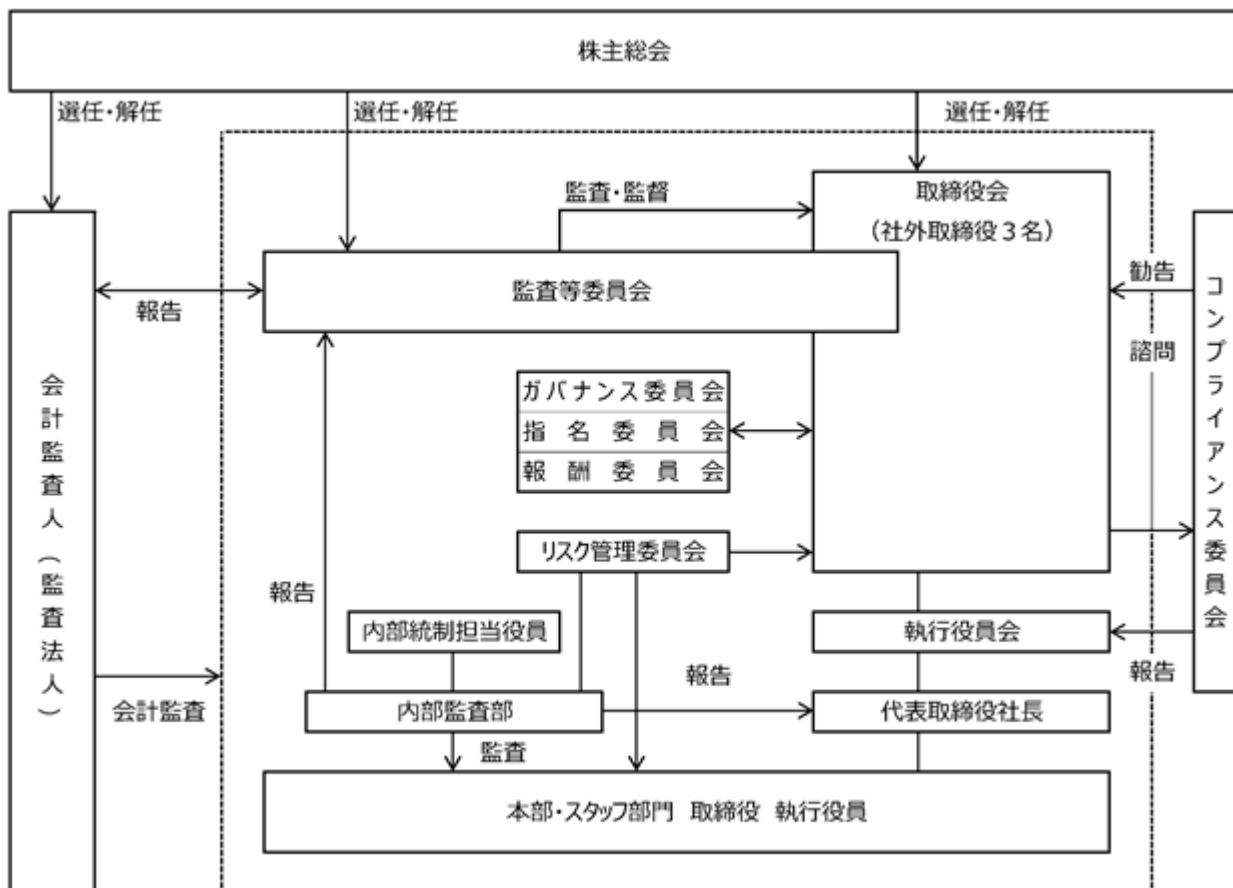 株主総会
選任・解任
選任・解任
選任・解任
監査・監督
取締役会
（社外取締役３名）
監査等委員会
報告
勧告
諮問
コンプライアンス委員会
会計監査人（監査法人）
ガバナンス委員会
指名委員会
報酬委員会
リスク管理委員会
報告
内部統制担当役員
執行役員会
報告
報告
会計監査
内部監査部
代表取締役社長
監査
本部・スタッフ部門 取締役 執行役員